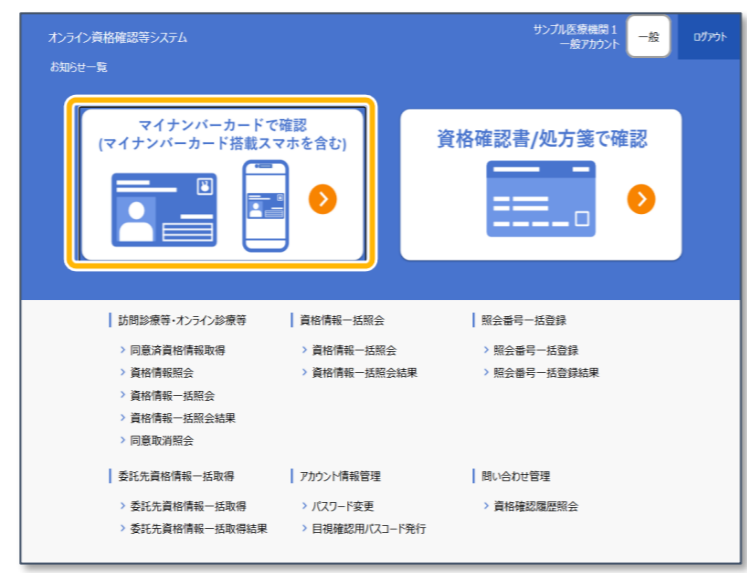 オンライン資格確認等システム
サンプル医療機関1
一般アカウント
一般
ログアウト
お知らせ一覧
マイナンバーカードで確認
(マイナンバーカード搭載スマホを含む)
資格確認書/処方箋で確認
訪問診療等・オンライン診療等
同意済資格情報取得
資格情報照会
資格情報一括照会
資格情報一括照会結果
同意取消照会
資格情報一括照会
資格情報一括照会
資格情報一括照会結果
照会番号一括登録
照会番号一括登録
照会番号一括登録結果
委託先資格情報一括取得
委託先資格情報一括取得
委託先資格情報一括取得結果
アカウント情報管理
パスワード変更
目視確認用パスコード発行
問い合わせ管理
資格確認履歴照会